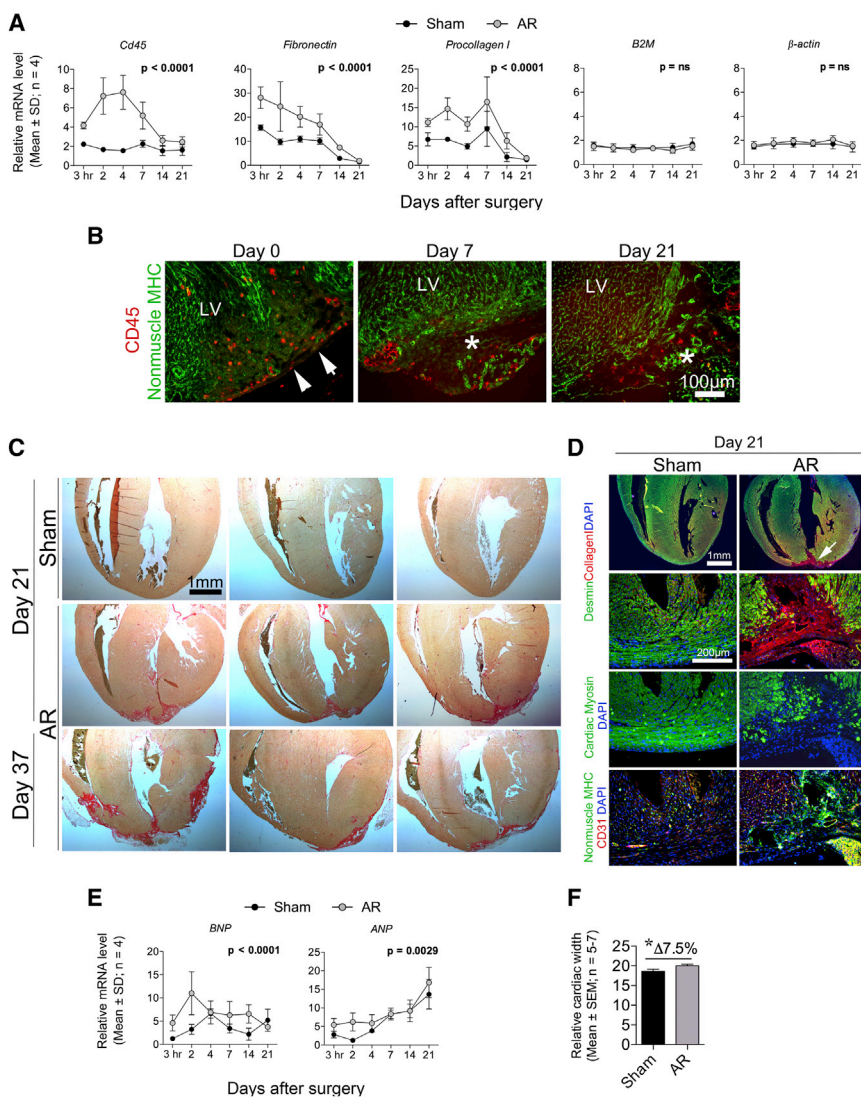 A
Sham AR
Cd45
Fibronectin
Procollagen I
B2M
β-actin
Relative mRNA level
(Mean ± SD; n = 4)
p < 0.0001
p < 0.0001
p < 0.0001
p = ns
p = ns
10
8
6
4
2
0
40
30
20
10
0
25
20
15
10
5
0
8
6
4
2
0
8
6
4
2
0
3 hr 2 4 7 14 21
3 hr 2 4 7 14 21
3 hr 2 4 7 14 21
3 hr 2 4 7 14 21
3 hr 2 4 7 14 21
Days after surgery
B
Day 0
Day 7
Day 21
CD45
Nonmuscle MHC
LV
LV
LV
*
*
100µm
C
Day 21
Sham
AR
Day 37
1mm
D
Day 21
Sham
AR
DesminCollagenIDAPI
1mm
200µm
Cardiac Myosin
DAPI
Nonmuscle MHC
CD31 DAPI
E
Sham AR
BNP
ANP
Relative mRNA level
(Mean ± SD; n = 4)
p < 0.0001
p = 0.0029
20
15
10
5
0
25
20
15
10
5
0
3 hr 2 4 7 14 21
3 hr 2 4 7 14 21
Days after surgery
F
Relative cardiac width
(Mean ± SEM; n = 5-7)
*Δ7.5%
25
20
15
10
5
0
Sham
AR